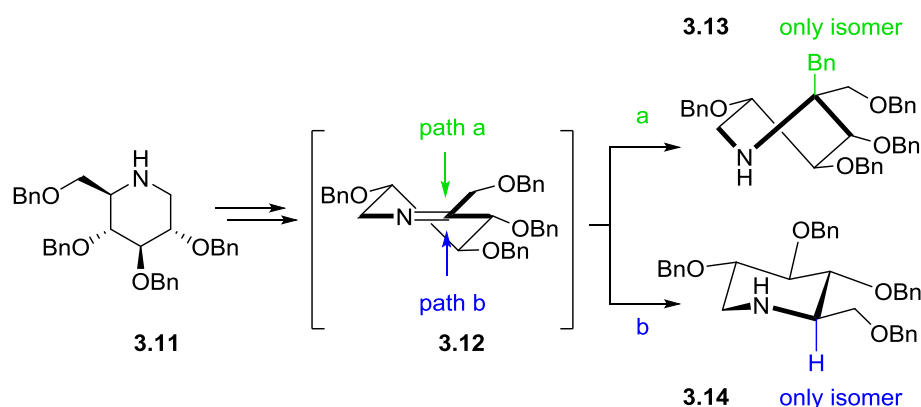 3.13 only isomer
Bn
BnO
OBn
OBn
OBn
N
H
a
path a
OBn
BnO
N
OBn
OBn
path b
3.12
H
N
BnO
BnO
OBn
OBn
3.11
OBn
BnO
H
N
OBn
OBn
H
b
3.14 only isomer